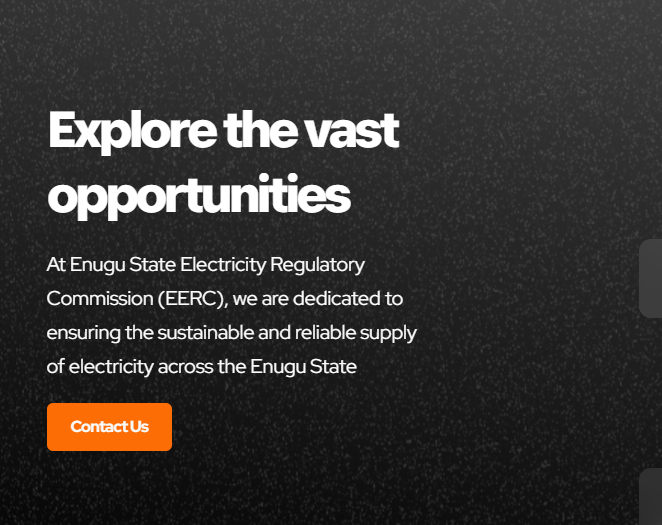 Explore the vast
opportunities
At Enugu State Electricity Regulatory
Commission (EERC), we are dedicated to
ensuring the sustainable and reliable supply
of electricity across the Enugu State
Contact Us